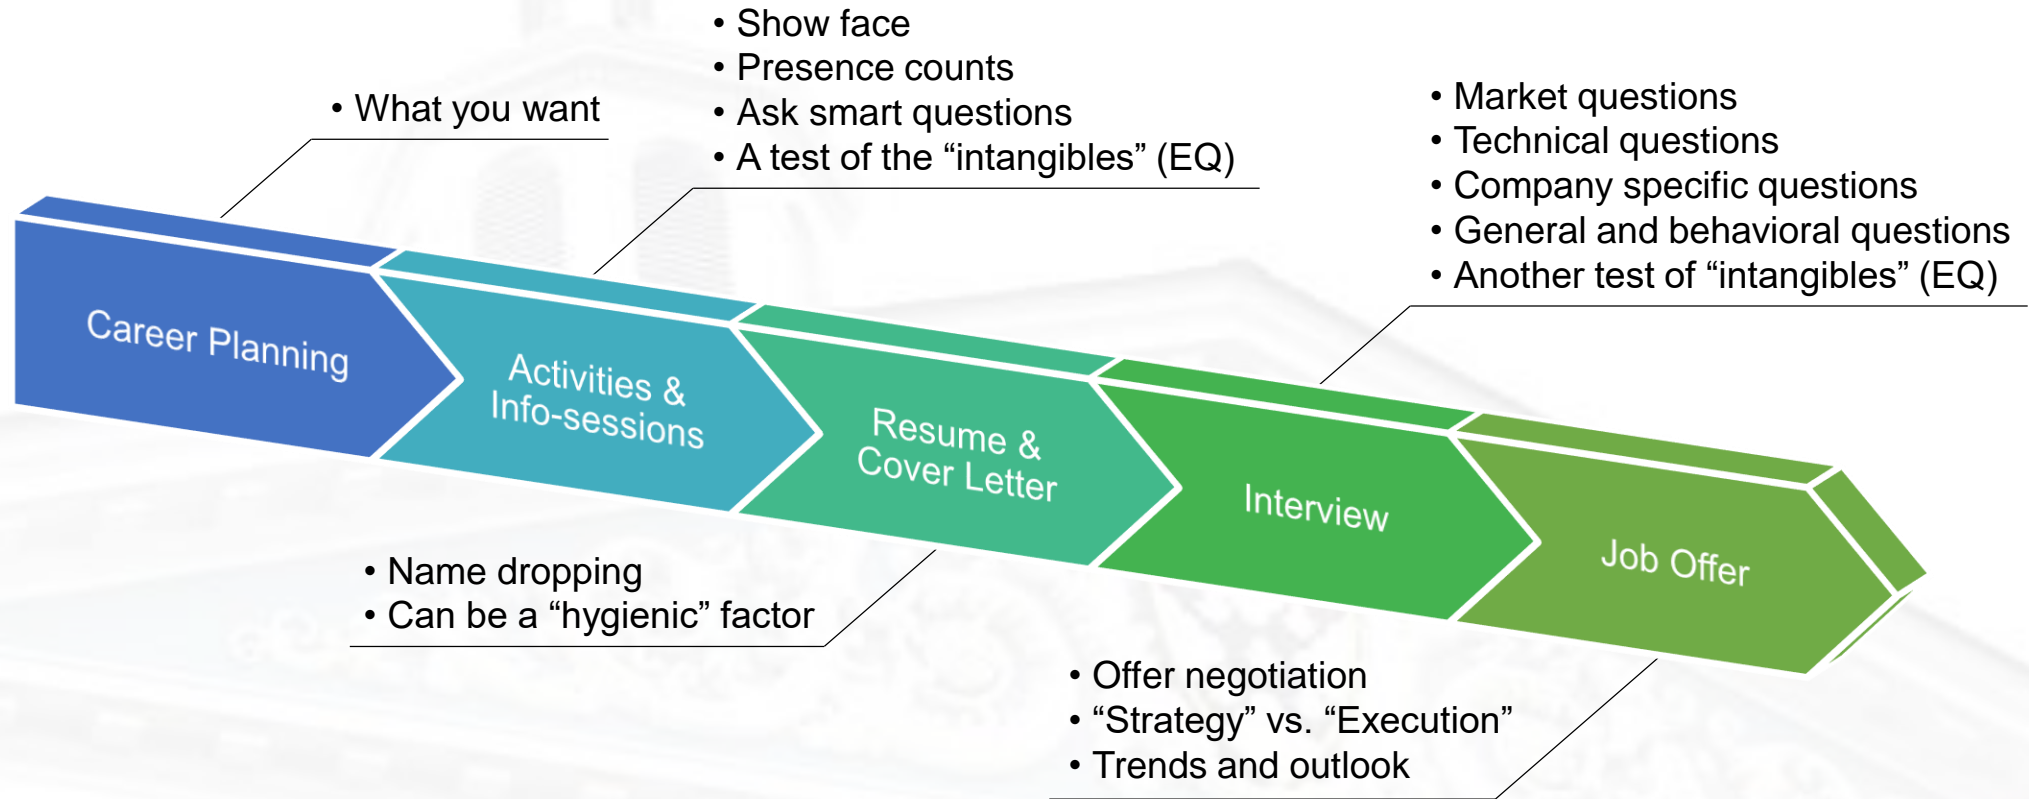 • What you want
• Show face
• Presence counts
• Ask smart questions
• A test of the “intangibles” (EQ)
• Market questions
• Technical questions
• Company specific questions
• General and behavioral questions
• Another test of “intangibles” (EQ)
Career Planning
Activities &
Info-sessions
Resume &
Cover Letter
Interview
Job Offer
• Name dropping
• Can be a “hygienic” factor
• Offer negotiation
• “Strategy” vs. “Execution”
• Trends and outlook